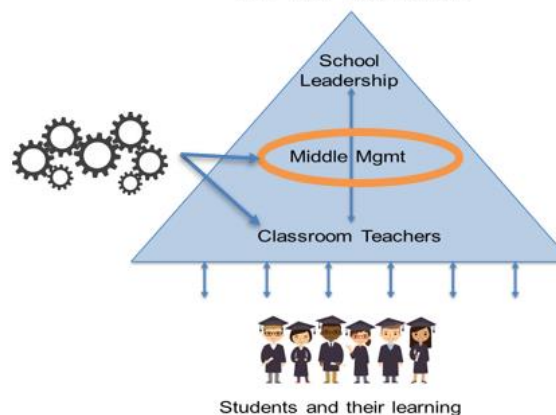 School
Leadership
Middle Mgmt
Classroom Teachers
Students and their learning